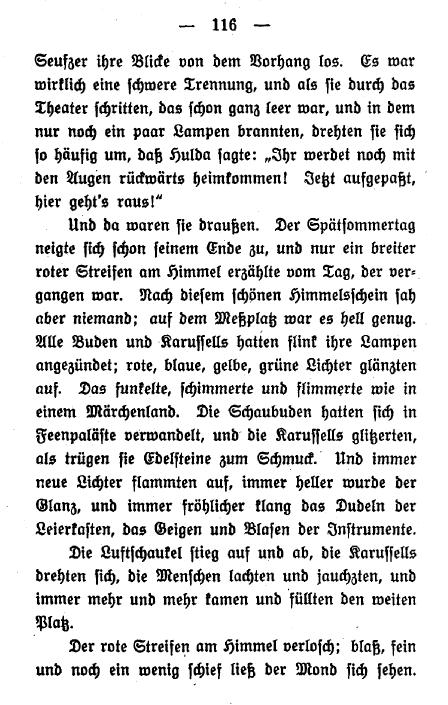 — 116 —
Seufzer ihre Blicke von dem Vorhang los. Es war
wirklich eine schwere Trennung, und als sie durch das
Theater schritten, das schon ganz leer war, und in dem
nur noch ein paar Lampen brannten, drehten sie sich
so häufig um, daß Hulda sagte: „Ihr werdet noch mit
den Augen rückwärts heimkommen! Jetzt aufgepaßt,
hier geht's raus!“
Und da waren sie draußen. Der Spätsommertag
neigte sich schon seinem Ende zu, und nur ein breiter
roter Streifen am Himmel erzählte vom Tag, der ver-
gangen war. Nach diesem schönen Himmelsschein sah
aber niemand; auf dem Meßplatz war es hell genug.
Alle Buden und Karussells hatten flink ihre Lampen
angezündet; rote, blaue, gelbe, grüne Lichter glänzten
auf. Das funkelte, schimmerte und flimmerte wie in
einem Märchenland. Die Schaubuden hatten sich in
Feenpaläste verwandelt, und die Karussells glitzerten,
als trügen sie Edelsteine zum Schmuck. Und immer
neue Lichter flammten auf, immer heller wurde der
Glanz, und immer fröhlicher klang das Dudeln der
Leierkasten, das Geigen und Blasen der Instrumente.
Die Luftschaukel stieg auf und ab, die Karussells
drehten sich, die Menschen lachten und jauchzten, und
immer mehr und mehr kamen und füllten den weiten
Platz.
Der rote Streifen am Himmel verlosch; blaß, fein
und noch ein wenig schief ließ der Mond sich sehen.